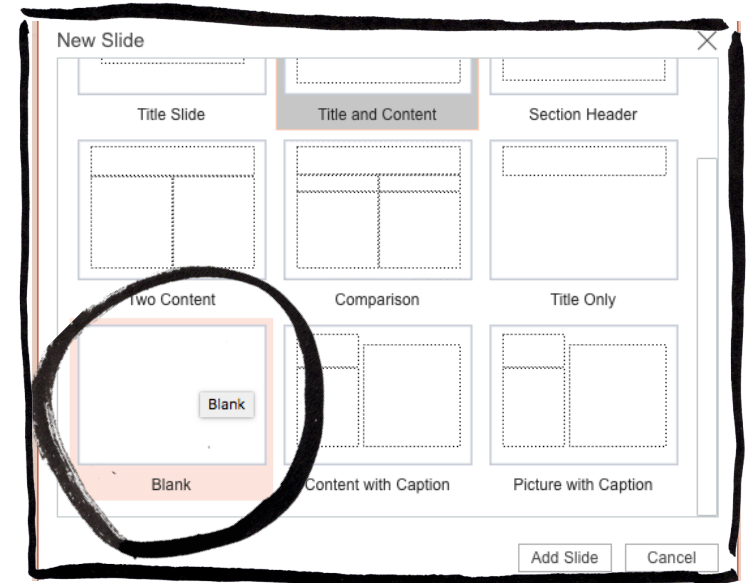 New Slide
Title Slide
Title and Content
Section Header
Two Content
Comparison
Title Only
Blank
Blank
Content with Caption
Picture with Caption
Add Slide
Cancel